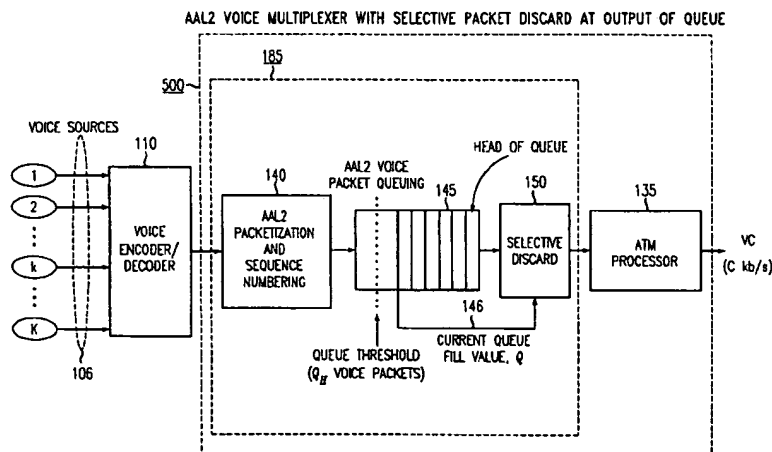 AAL2 VOICE MULTIPLEXER WITH SELECTIVE PACKET DISCARD AT OUTPUT OF QUEUE
185
500
VOICE SOURCES
110
HEAD OF QUEUE
AAL2 VOICE
PACKET QUEUING
140
145
150
135
1
2
k
K
VOICE
ENCODER/
DECODER
AAL2
PACKETIZATION
AND
SEQUENCE
NUMBERING
SELECTIVE
DISCARD
ATM
PROCESSOR
VC
(C kb/s)
146
106
QUEUE THRESHOLD
(Q_H VOICE PACKETS)
CURRENT QUEUE
FILL VALUE, Q